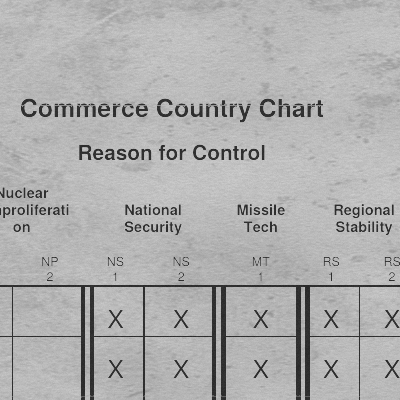 Commerce Country Chart
Reason for Control
Nuclear National Missile Regional
Security Tech Stability
on
NP NS NS MT RS RS
2 1 2 1 1 2
X X X X X
X X X X X